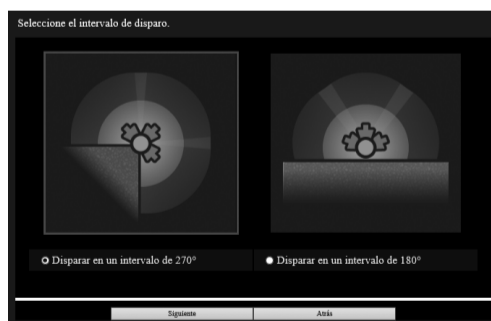 Seleccione el intervalo de disparo.
Disparar en un intervalo de 270°
Disparar en un intervalo de 180°
Siguiente
Atrás